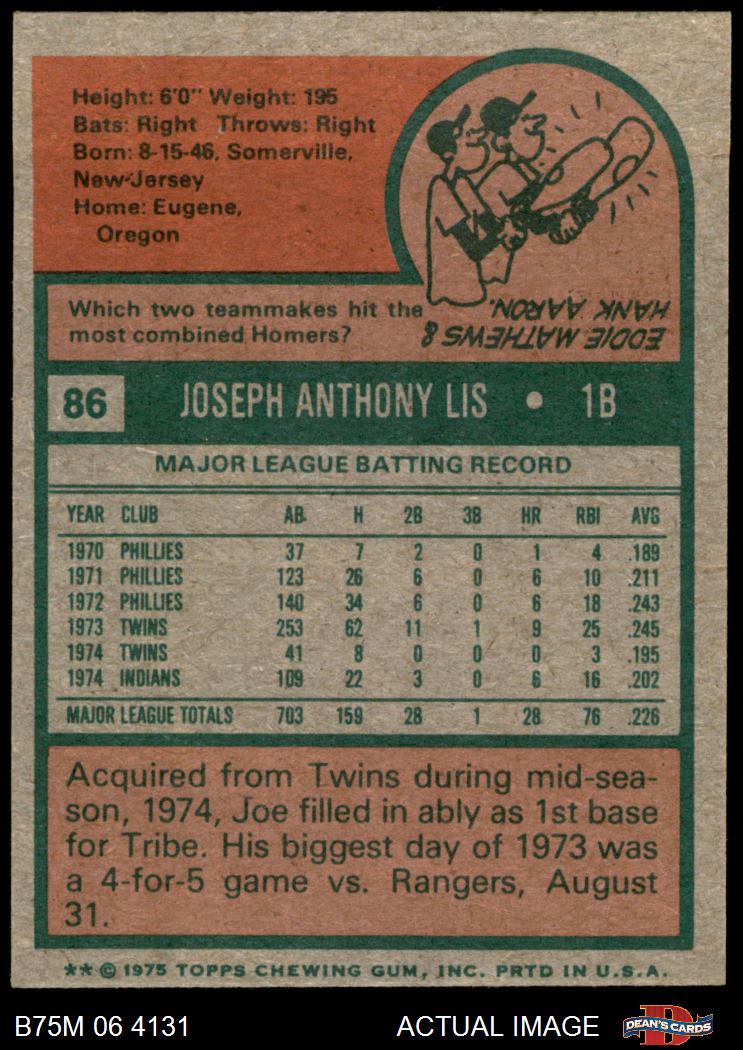 Height: 6'0" Weight: 195
Bats: Right Throws: Right
Born: 8-15-46, Somerville,
New Jersey
Home: Eugene,
Oregon
Which two teammakes hit the
most combined Homers?
EDDIE MATHEWS &
HANK AARON.
86 JOSEPH ANTHONY LIS • 1B
MAJOR LEAGUE BATTING RECORD
YEAR CLUB AB. H 2B 3B HR RBI AVG
1970 PHILLIES 37 7 2 0 1 4 .189
1971 PHILLIES 123 26 6 0 6 10 .211
1972 PHILLIES 140 34 6 0 6 18 .243
1973 TWINS 253 62 11 1 9 25 .245
1974 TWINS 41 8 0 0 0 3 .195
1974 INDIANS 109 22 3 0 6 16 .202
MAJOR LEAGUE TOTALS 703 159 28 1 28 76 .226
Acquired from Twins during mid-sea-
son, 1974, Joe filled in ably as 1st base
for Tribe. His biggest day of 1973 was
a 4-for-5 game vs. Rangers, August
31.
** © 1975 TOPPS CHEWING GUM, INC. PRTD IN U.S.A.
B75M 06 4131 ACTUAL IMAGE DEAN'S CARDS